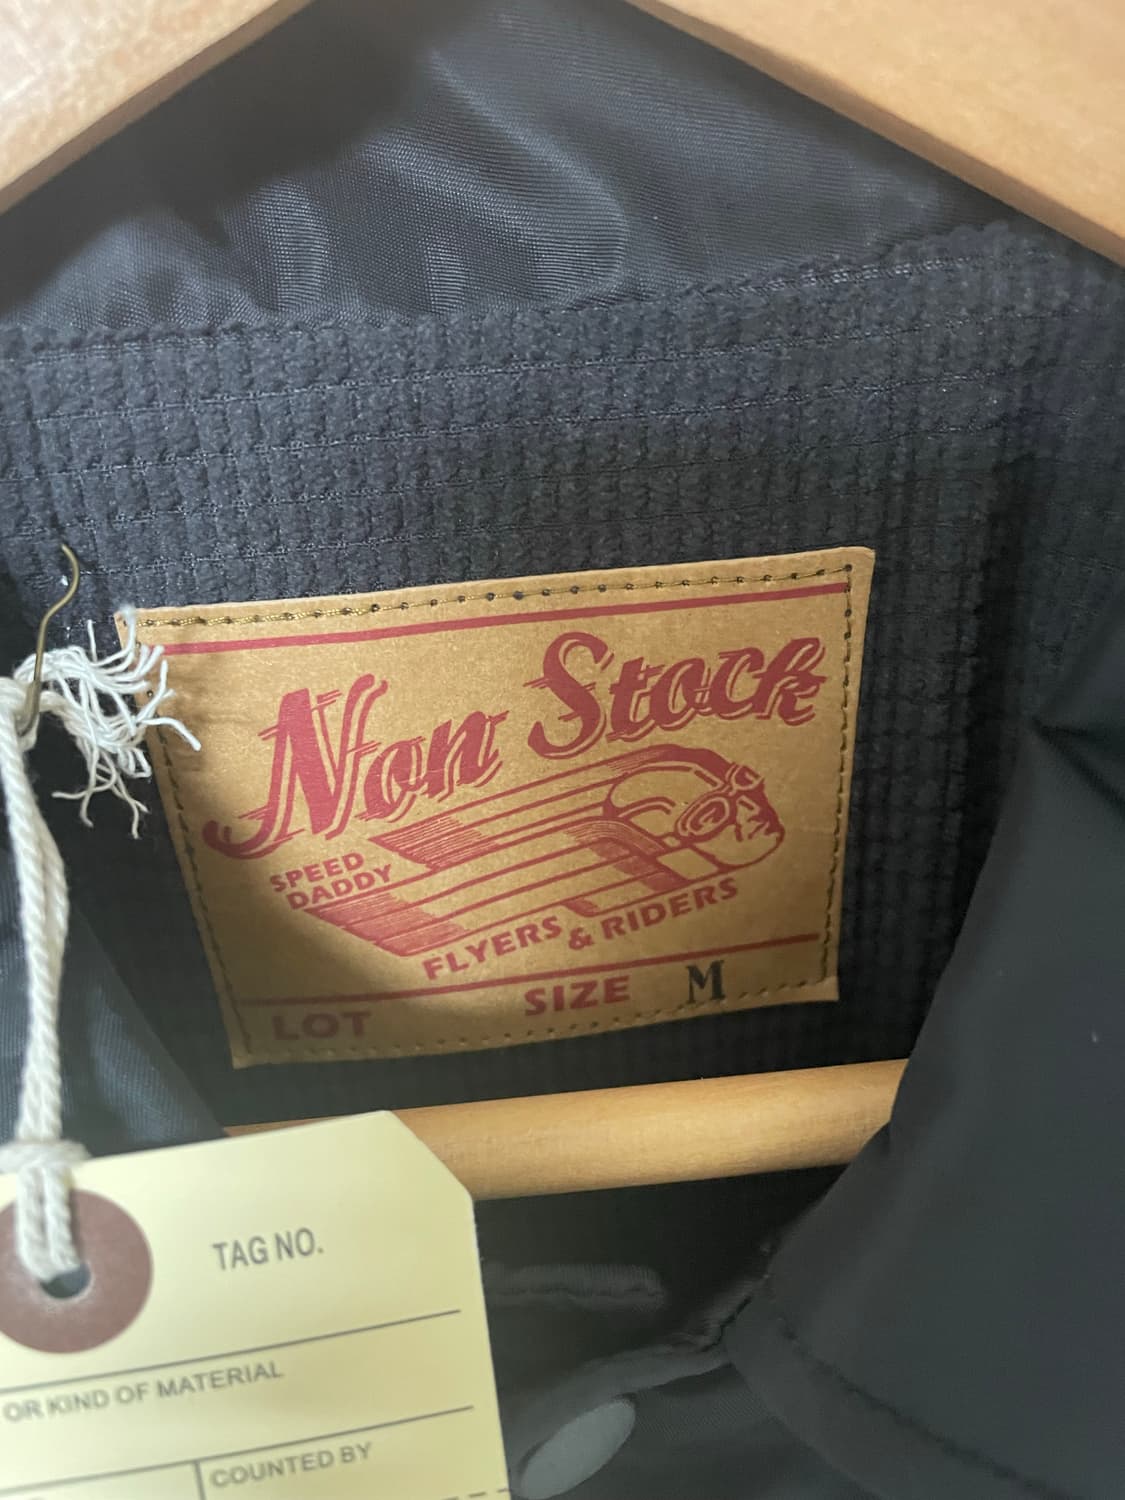 Non Stock
SPEED
DADDY
FLYERS & RIDERS
LOT
SIZE M
TAG NO.
OR KIND OF MATERIAL
COUNTED BY